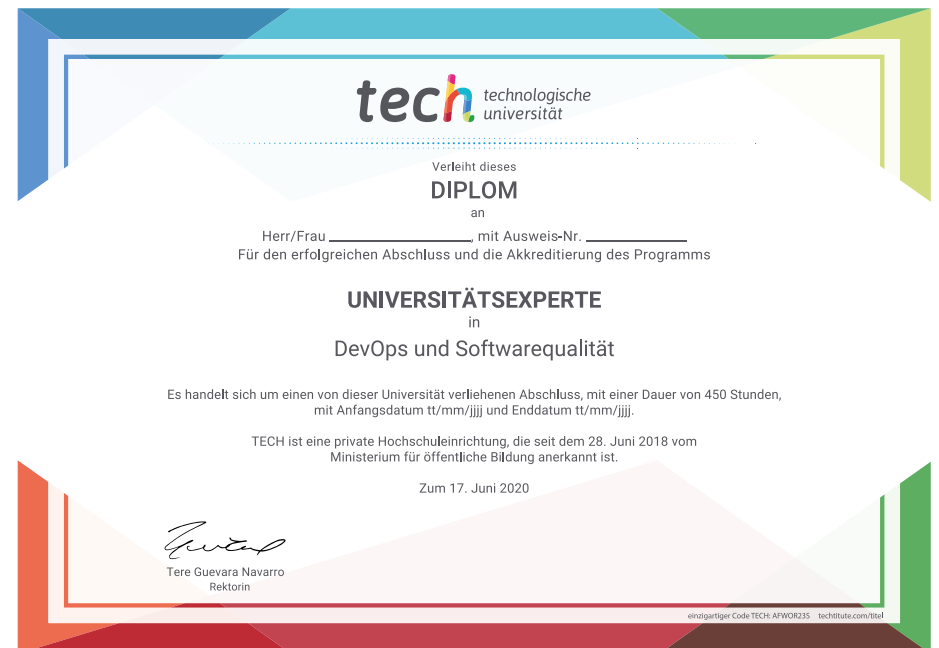 tech technologische
universität
Verleiht dieses
DIPLOM
an
Herr/Frau ____________________, mit Ausweis-Nr. ______________
Für den erfolgreichen Abschluss und die Akkreditierung des Programms
UNIVERSITÄTSEXPERTE
in
DevOps und Softwarequalität
Es handelt sich um einen von dieser Universität verliehenen Abschluss, mit einer Dauer von 450 Stunden,
mit Anfangsdatum tt/mm/jjjj und Enddatum tt/mm/jjjj.
TECH ist eine private Hochschuleinrichtung, die seit dem 28. Juni 2018 vom
Ministerium für öffentliche Bildung anerkannt ist.
Zum 17. Juni 2020
Tere Guevara Navarro
Rektorin
einzigartiger Code TECH: AFWOR23S techtitute.com/titel